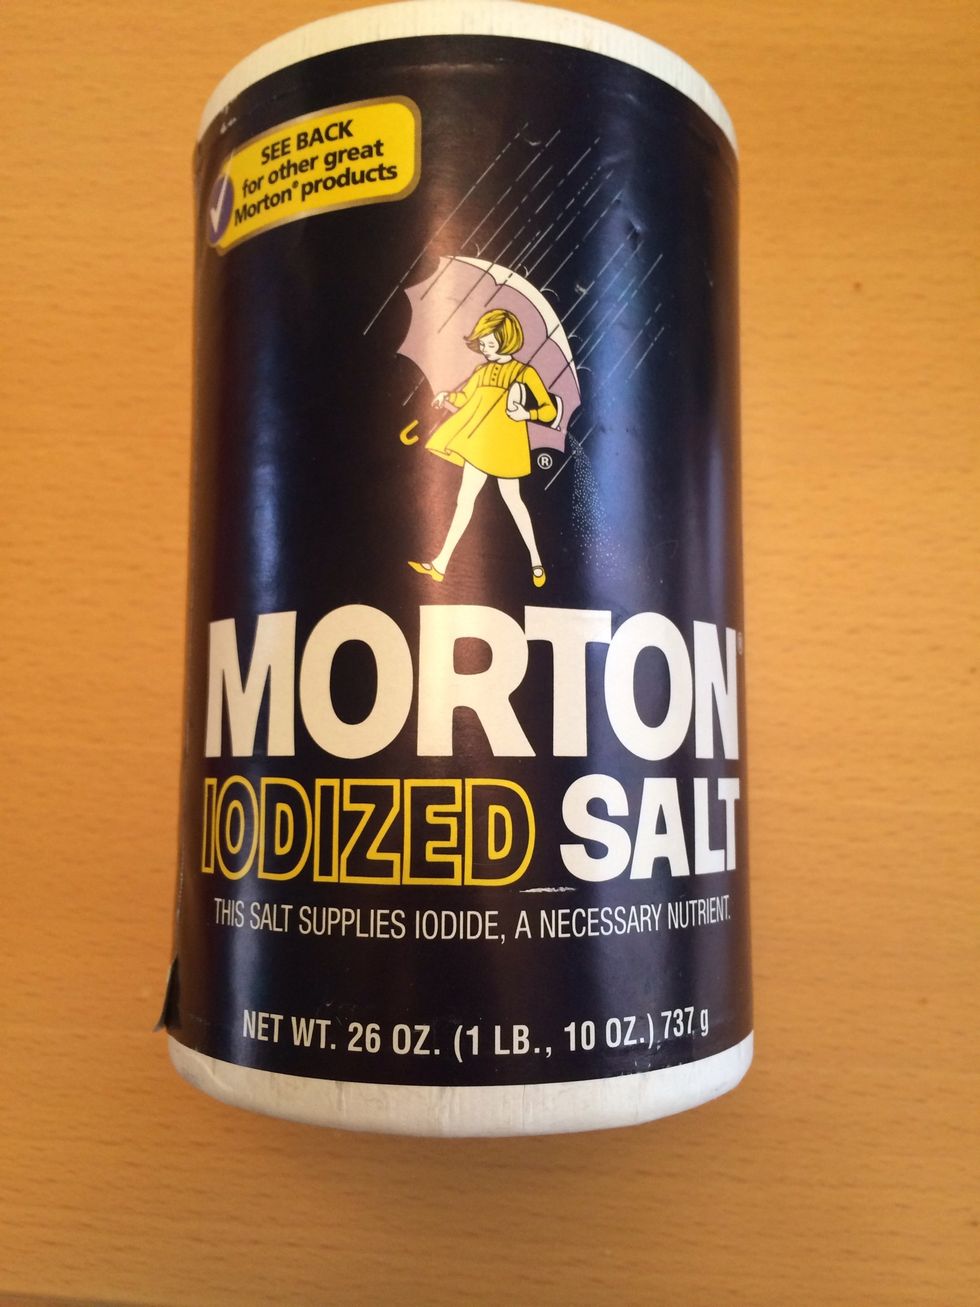 SEE BACK
for other great
Morton® products
®
MORTON®
IODIZED SALT
THIS SALT SUPPLIES IODIDE, A NECESSARY NUTRIENT.
NET WT. 26 OZ. (1 LB., 10 OZ.) 737 g